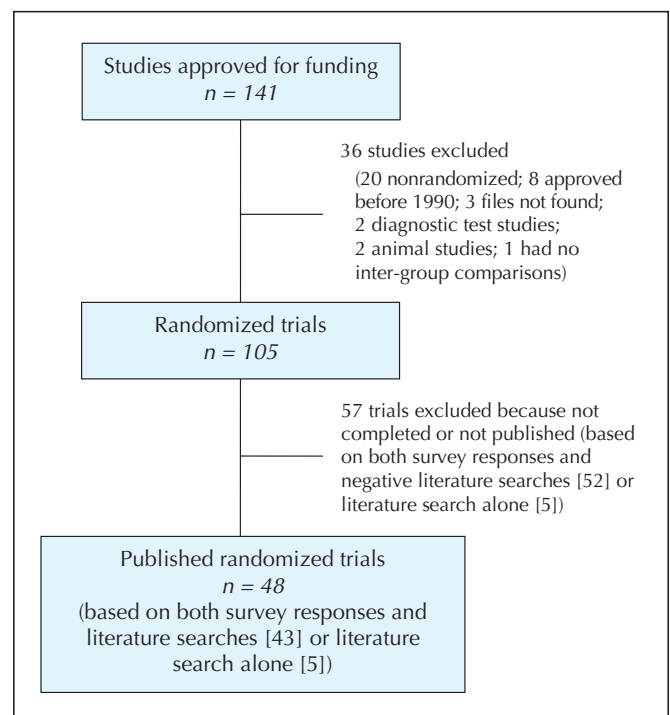 Studies approved for funding
n = 141
36 studies excluded
(20 nonrandomized; 8 approved
before 1990; 3 files not found;
2 diagnostic test studies;
2 animal studies; 1 had no
inter-group comparisons)
Randomized trials
n = 105
57 trials excluded because not
completed or not published (based
on both survey responses and
negative literature searches [52] or
literature search alone [5])
Published randomized trials
n = 48
(based on both survey responses and
literature searches [43] or literature
search alone [5])